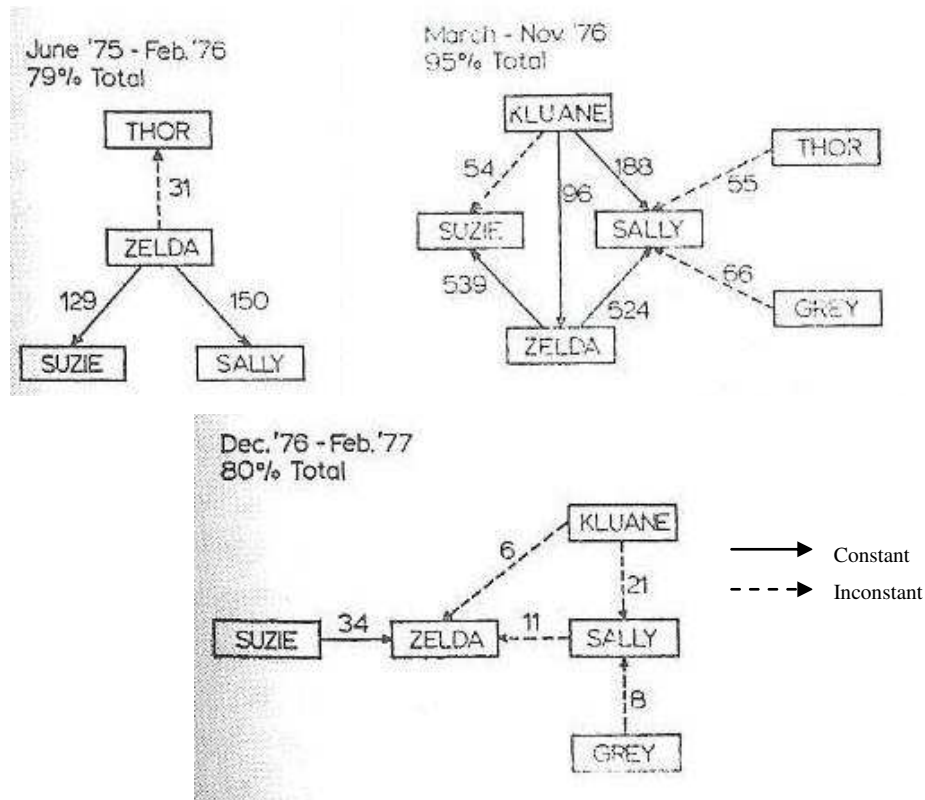 June '75 - Feb. '76
79% Total
THOR
31
ZELDA
129
150
SUZIE
SALLY
March - Nov. '76
95% Total
KLUANE
THOR
54
188
55
96
SUZIE
SALLY
539
524
66
GREY
ZELDA
Dec. '76 - Feb. '77
80% Total
KLUANE
6
21
Constant
Inconstant
SUZIE
34
ZELDA
11
SALLY
8
GREY